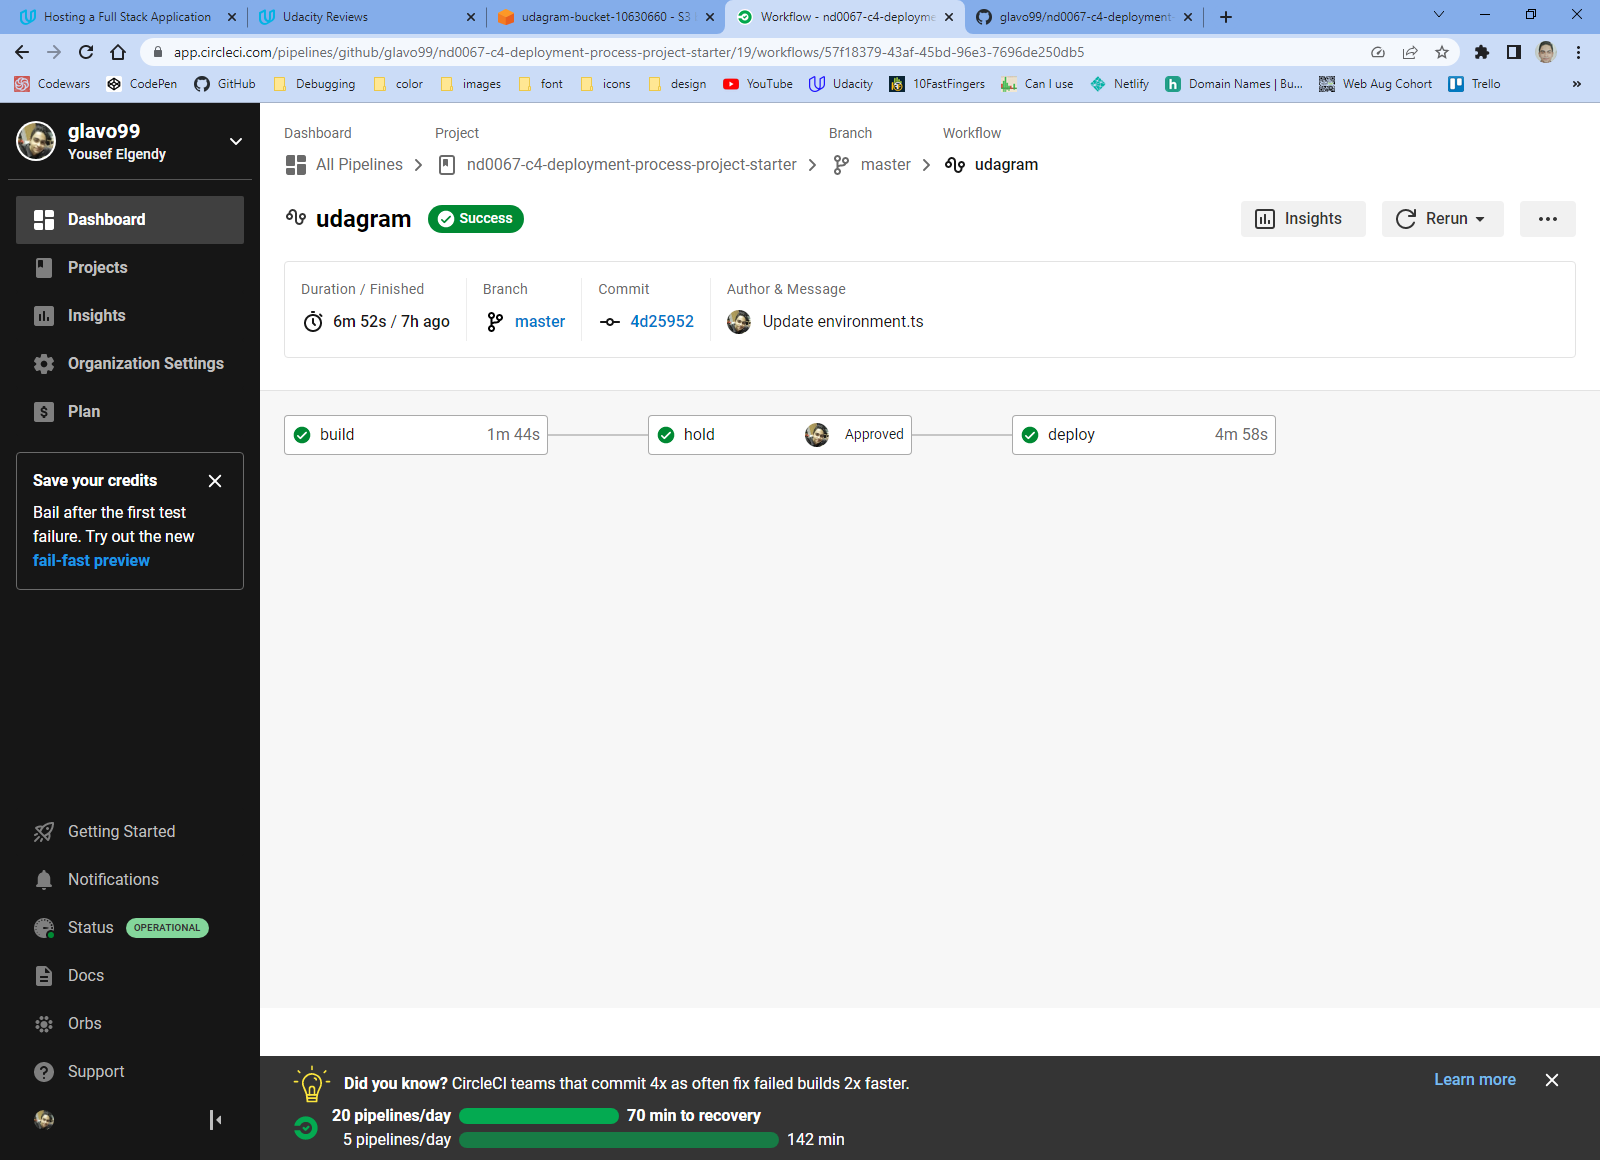 Hosting a Full Stack Application
Udacity Reviews
udagram-bucket-10630660 - S3
Workflow - nd0067-c4-deployme
glavo99/nd0067-c4-deployment-
app.circleci.com/pipelines/github/glavo99/nd0067-c4-deployment-process-project-starter/19/workflows/57f18379-43af-45bd-96e3-7696de250db5
Codewars CodePen GitHub Debugging color images font icons design YouTube Udacity 10FastFingers Can I use Netlify Domain Names | Bu... Web Aug Cohort Trello »
glavo99
Yousef Elgendy
Dashboard
Projects
Insights
Organization Settings
Plan
Save your credits
Bail after the first test
failure. Try out the new
fail-fast preview
Getting Started
Notifications
Status OPERATIONAL
Docs
Orbs
Support
Dashboard Project Branch Workflow
All Pipelines nd0067-c4-deployment-process-project-starter master udagram
udagram Success
Insights Rerun
Duration / Finished Branch Commit Author & Message
6m 52s / 7h ago master 4d25952 Update environment.ts
build 1m 44s hold Approved deploy 4m 58s
Did you know? CircleCI teams that commit 4x as often fix failed builds 2x faster.
Learn more
20 pipelines/day 70 min to recovery
5 pipelines/day 142 min